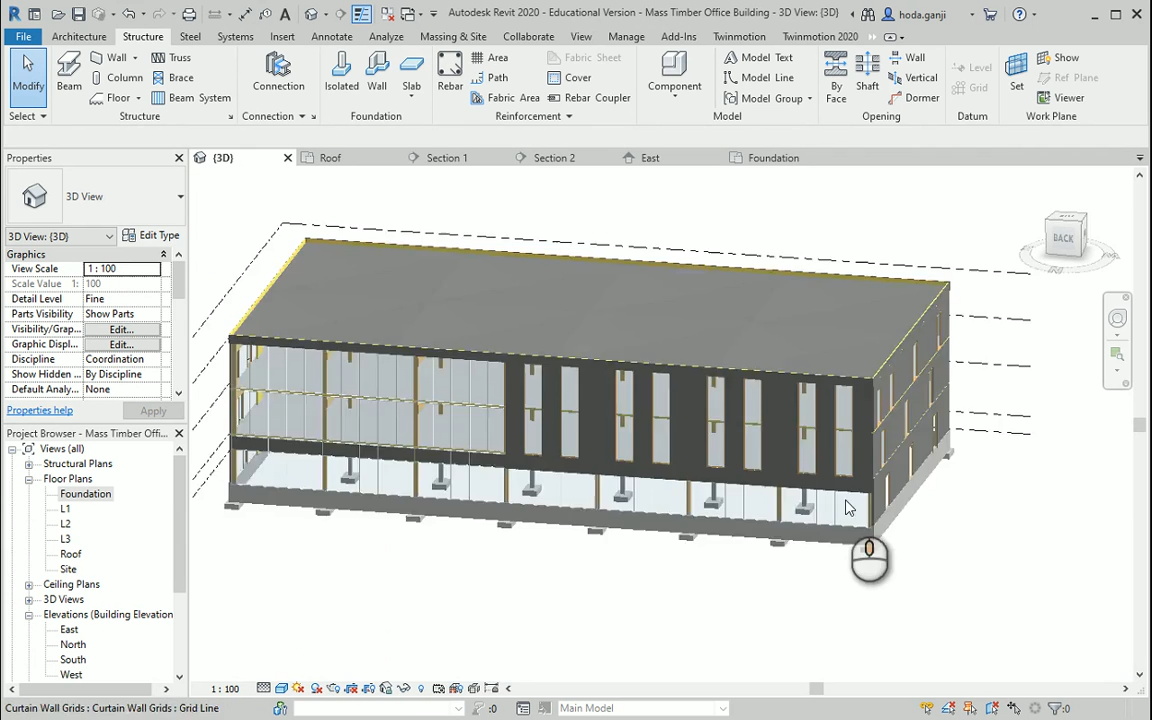 Autodesk Revit 2020 - Educational Version - Mass Timber Office Building - 3D View: {3D}
hoda.ganji
File Architecture Structure Steel Systems Insert Annotate Analyze Massing & Site Collaborate View Manage Add-Ins Twinmotion Twinmotion 2020
Modify
Beam
Wall
Column
Floor
Truss
Brace
Beam System
Connection
Isolated
Wall
Slab
Rebar
Area
Path
Fabric Area
Fabric Sheet
Cover
Rebar Coupler
Component
Model Text
Model Line
Model Group
By
Face
Shaft
Wall
Vertical
Dormer
Level
Grid
Set
Show
Ref Plane
Viewer
Select Structure Connection Foundation Reinforcement Model Opening Datum Work Plane
Properties
{3D} Roof Section 1 Section 2 East Foundation
3D View
3D View: {3D} Edit Type
Graphics
View Scale 1 : 100
Scale Value 1: 100
Detail Level Fine
Parts Visibility Show Parts
Visibility/Grap... Edit...
Graphic Displ... Edit...
Discipline Coordination
Show Hidden ... By Discipline
Default Analy... None
Properties help Apply
Project Browser - Mass Timber Offi...
Views (all)
Structural Plans
Floor Plans
Foundation
L1
L2
L3
Roof
Site
Ceiling Plans
3D Views
Elevations (Building Elevation
East
North
South
West
BACK
1 : 100
Curtain Wall Grids : Curtain Wall Grids : Grid Line
:0
Main Model
:0